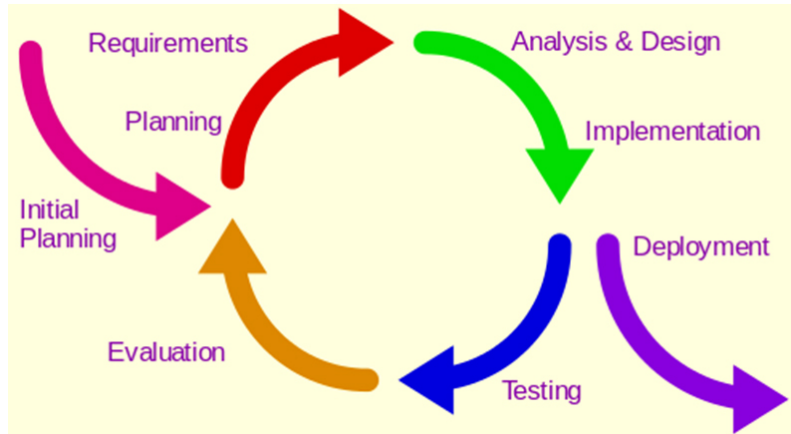 Requirements
Analysis & Design
Planning
Implementation
Initial
Planning
Deployment
Evaluation
Testing